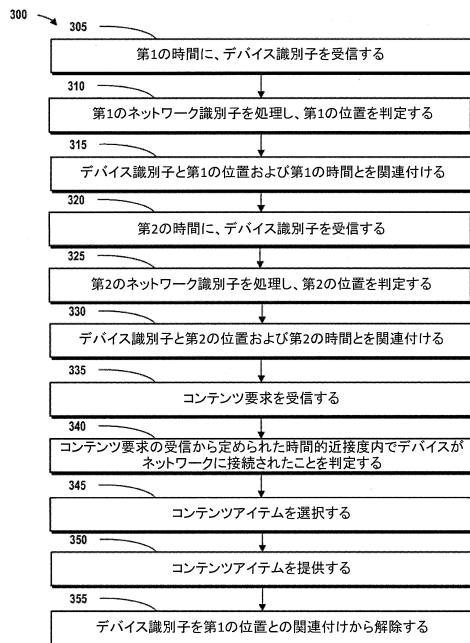 300
305
第1の時間に、デバイス識別子を受信する
310
第1のネットワーク識別子を処理し、第1の位置を判定する
315
デバイス識別子と第1の位置および第1の時間とを関連付ける
320
第2の時間に、デバイス識別子を受信する
325
第2のネットワーク識別子を処理し、第2の位置を判定する
330
デバイス識別子と第2の位置および第2の時間とを関連付ける
335
コンテンツ要求を受信する
340
コンテンツ要求の受信から定められた時間的近接度内でデバイスが
ネットワークに接続されたことを判定する
345
コンテンツアイテムを選択する
350
コンテンツアイテムを提供する
355
デバイス識別子を第1の位置との関連付けから解除する